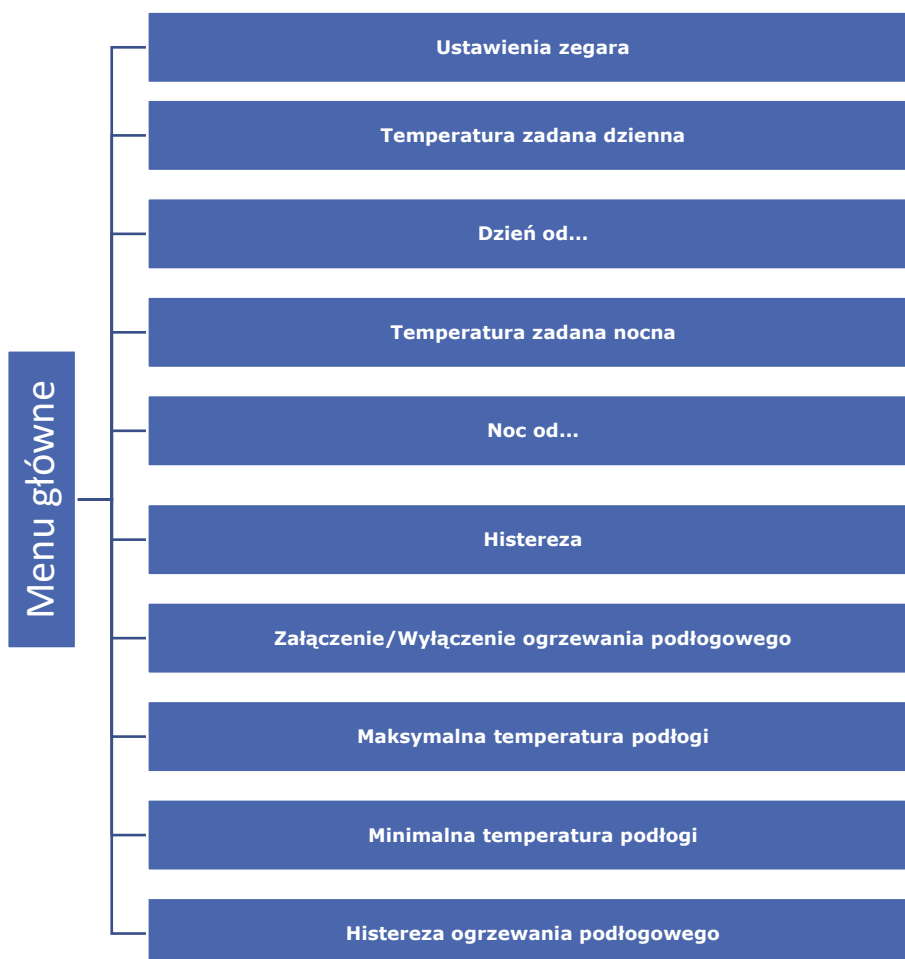 Menu główne
Ustawienia zegara
Temperatura zadana dzienna
Dzień od...
Temperatura zadana nocna
Noc od...
Histereza
Załączenie/Wyłączenie ogrzewania podłogowego
Maksymalna temperatura podłogi
Minimalna temperatura podłogi
Histereza ogrzewania podłogowego